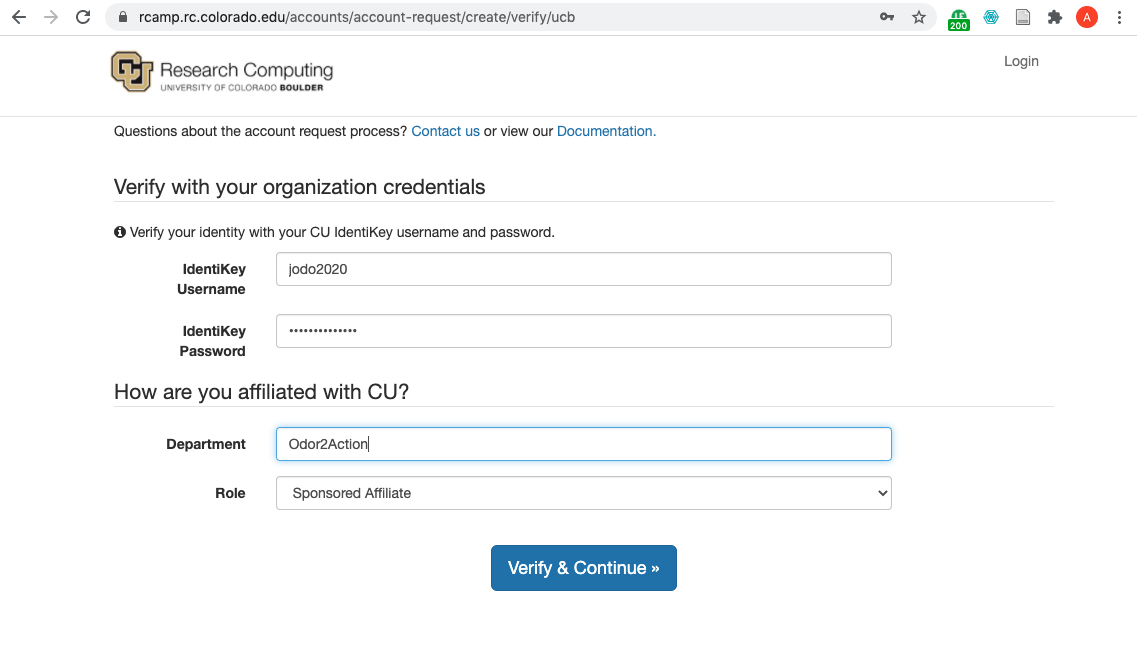 rcamp.rc.colorado.edu/accounts/account-request/create/verify/ucb
200
A
CU
Research Computing
UNIVERSITY OF COLORADO BOULDER
Login
Questions about the account request process? Contact us or view our Documentation.
Verify with your organization credentials
Verify your identity with your CU IdentiKey username and password.
IdentiKey Username
jodo2020
IdentiKey Password
••••••••••••••
How are you affiliated with CU?
Department
Odor2Action
Role
Sponsored Affiliate
Verify & Continue »